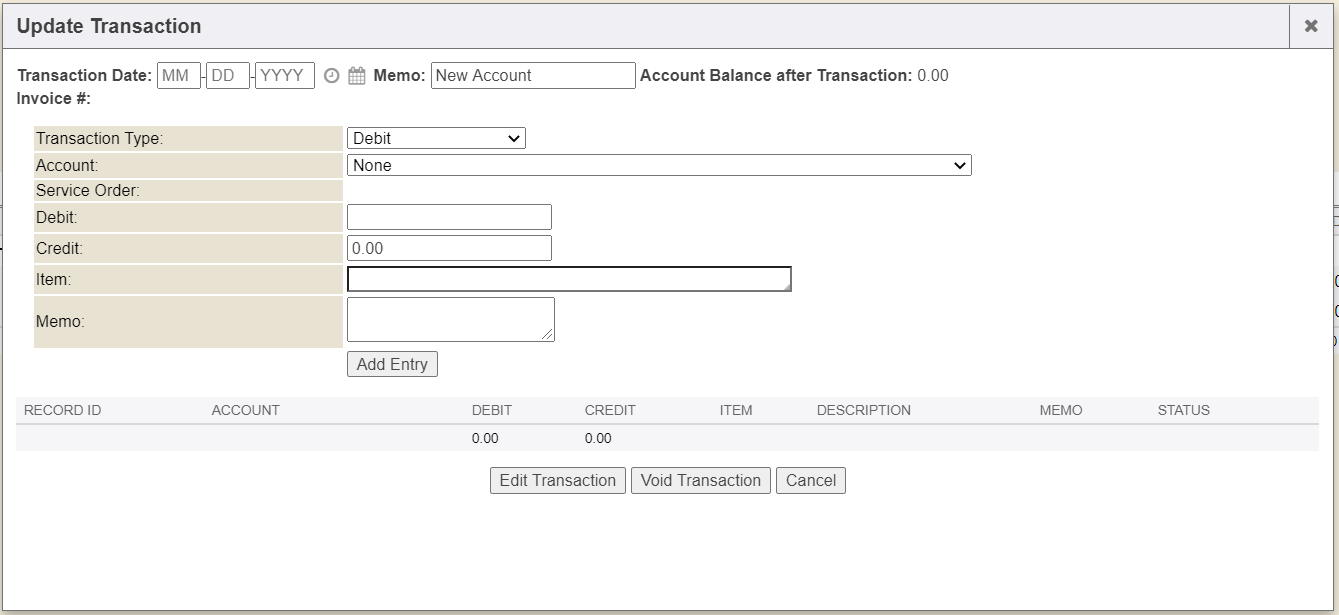 Update Transaction
Transaction Date: MM - DD - YYYY Memo: New Account Account Balance after Transaction: 0.00
Invoice #:
Transaction Type: Debit
Account: None
Service Order:
Debit:
Credit: 0.00
Item:
Memo:
Add Entry
RECORD ID ACCOUNT DEBIT CREDIT ITEM DESCRIPTION MEMO STATUS
0.00 0.00
Edit Transaction Void Transaction Cancel